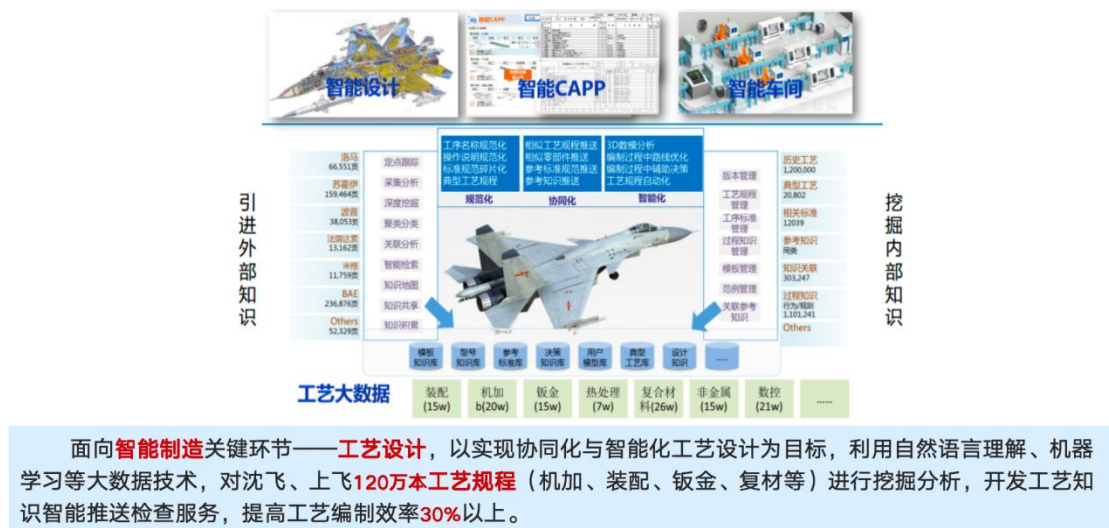 智能设计
智能CAPP
智能CAPP
智能车间
工序名称规范化
操作说明规范化
标准规范碎片化
典型工艺规程
规范化
相似工艺规程推送
相似零部件推送
参考标准规范推送
参考知识推送
协同化
3D数模分析
编制过程中路线优化
编制过程中辅助决策
工艺规程自动化
智能化
引进外部知识
洛马
66,551页
苏霍伊
159,464页
波音
38,053页
法国达索
13,162页
米格
11,759页
BAE
236,876页
Others
52,329页
定点跟踪
采集分析
深度挖掘
聚类分类
关联分析
智能检索
知识地图
知识共享
知识积累
版本管理
工艺规程
管理
工序标准
管理
过程知识
管理
模板管理
范例管理
关联参考
知识
历史工艺
1,200,000
典型工艺
20,802
相关标准
12039
参考知识
同类
知识关联
303,247
过程知识
行为/规则
1,101,241
Others
挖掘内部知识
模板
知识库
型号
知识库
参考
标准库
决策
知识库
用户
模型库
典型
工艺库
设计
知识
......
工艺大数据
装配
(15w)
机加
b(20w)
钣金
(15w)
热处理
(7w)
复合材
料(26w)
非金属
(15w)
数控
(21w)
......
面向智能制造关键环节——工艺设计，以实现协同化与智能化工艺设计为目标，利用自然语言理解、机器
学习等大数据技术，对沈飞、上飞120万本工艺规程（机加、装配、钣金、复材等）进行挖掘分析，开发工艺知
识智能推送检查服务，提高工艺编制效率30%以上。